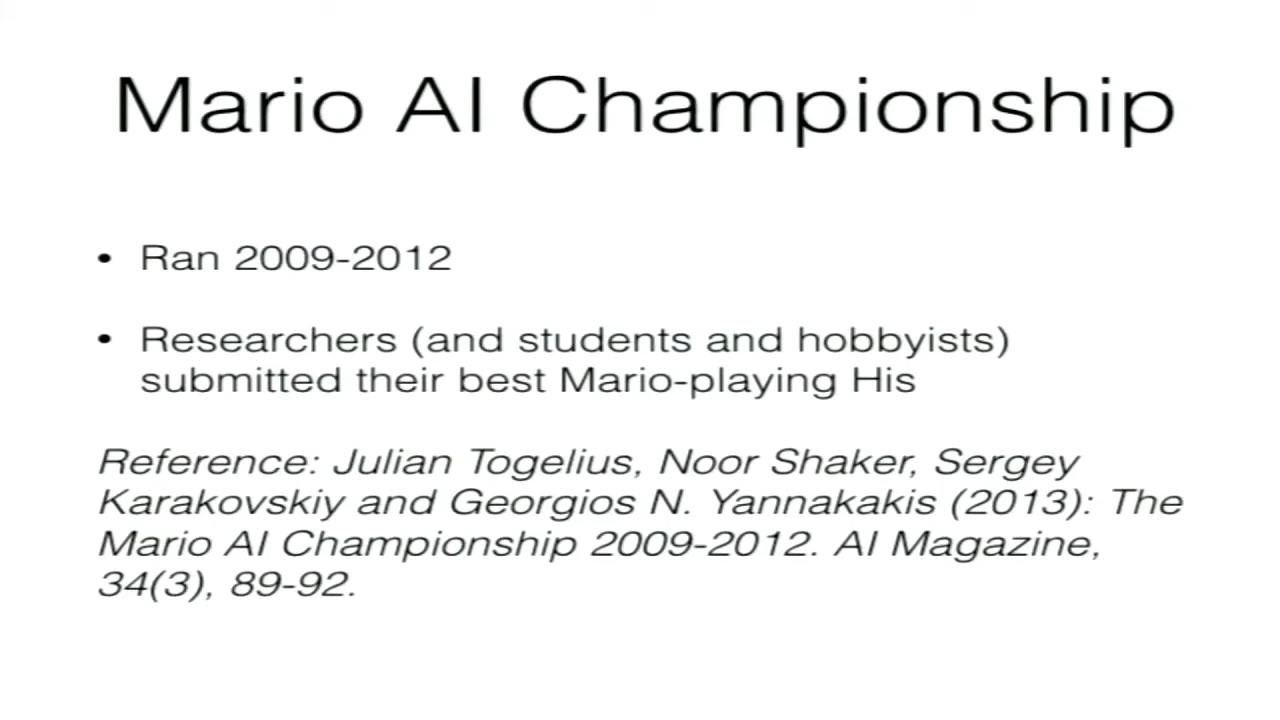 Mario AI Championship
• Ran 2009-2012
• Researchers (and students and hobbyists)
submitted their best Mario-playing His
Reference: Julian Togelius, Noor Shaker, Sergey
Karakovskiy and Georgios N. Yannakakis (2013): The
Mario AI Championship 2009-2012. AI Magazine,
34(3), 89-92.